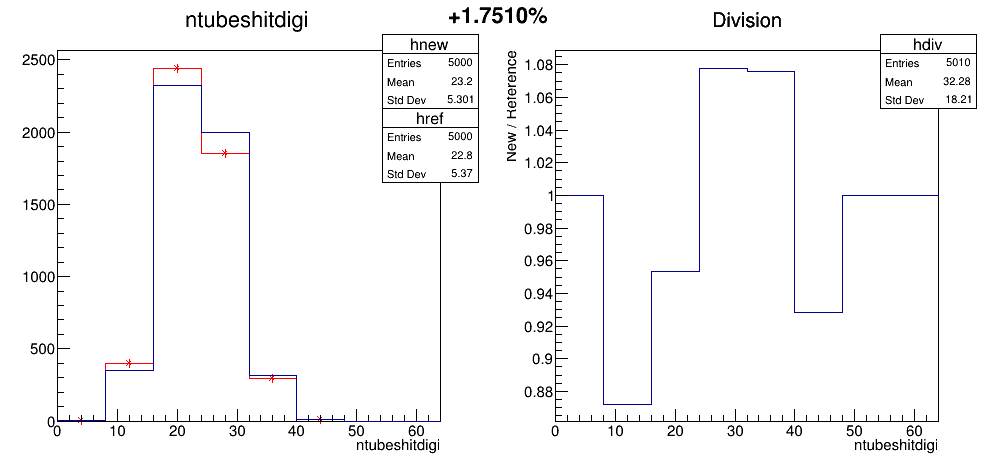 ntubeshitdigi
+1.7510%
Division
hnew
Entries 5000
Mean 23.2
Std Dev 5.301
href
Entries 5000
Mean 22.8
Std Dev 5.37
2500
2000
1500
1000
500
0
0 10 20 30 40 50 60
ntubeshitdigi
hdiv
Entries 5010
Mean 32.28
Std Dev 18.21
New / Reference
1.08
1.06
1.04
1.02
1
0.98
0.96
0.94
0.92
0.9
0.88
0 10 20 30 40 50 60
ntubeshitdigi